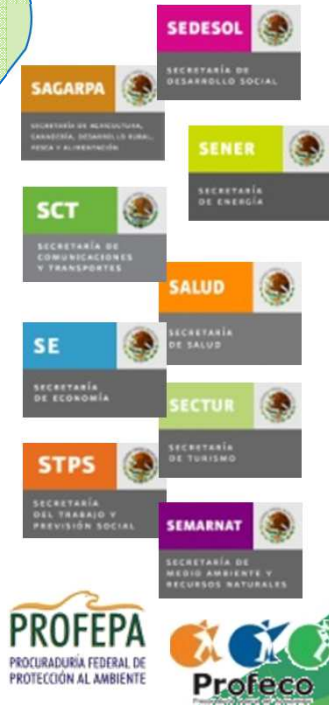 SEDESOL
SECRETARÍA DE
DESARROLLO SOCIAL
SAGARPA
SECRETARÍA DE AGRICULTURA,
GANADERÍA, DESARROLLO RURAL,
PESCA Y ALIMENTACIÓN
SENER
SECRETARÍA
DE ENERGÍA
SCT
SECRETARÍA DE
COMUNICACIONES
Y TRANSPORTES
SALUD
SECRETARÍA
DE SALUD
SE
SECRETARÍA
DE ECONOMÍA
SECTUR
SECRETARÍA
DE TURISMO
STPS
SECRETARÍA
DEL TRABAJO Y
PREVISIÓN SOCIAL
SEMARNAT
SECRETARÍA DE
MEDIO AMBIENTE Y
RECURSOS NATURALES
PROFEPA
PROCURADURÍA FEDERAL DE
PROTECCIÓN AL AMBIENTE
Profeco